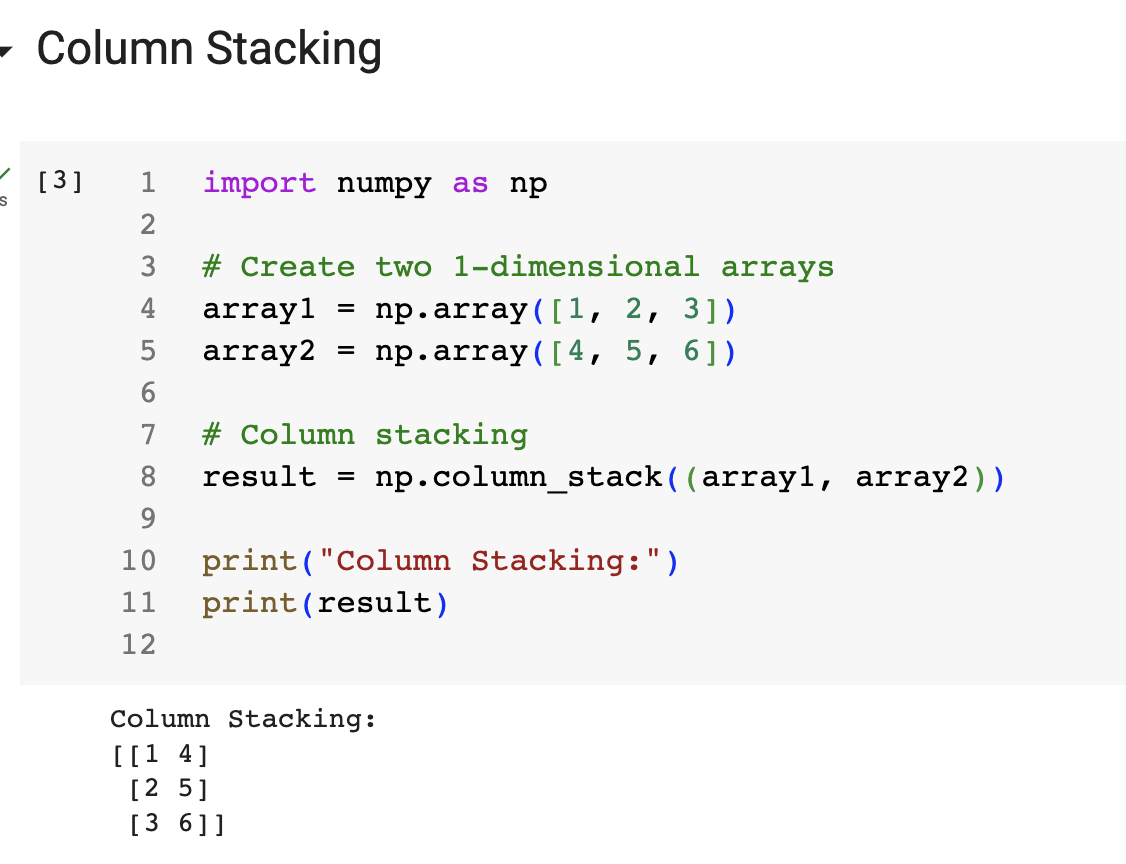 Column Stacking
s
[3]
1 import numpy as np
2
3 # Create two 1-dimensional arrays
4 array1 = np.array([1, 2, 3])
5 array2 = np.array([4, 5, 6])
6
7 # Column stacking
8 result = np.column_stack((array1, array2))
9
10 print("Column Stacking:")
11 print(result)
12
Column Stacking:
[[1 4]
 [2 5]
 [3 6]]